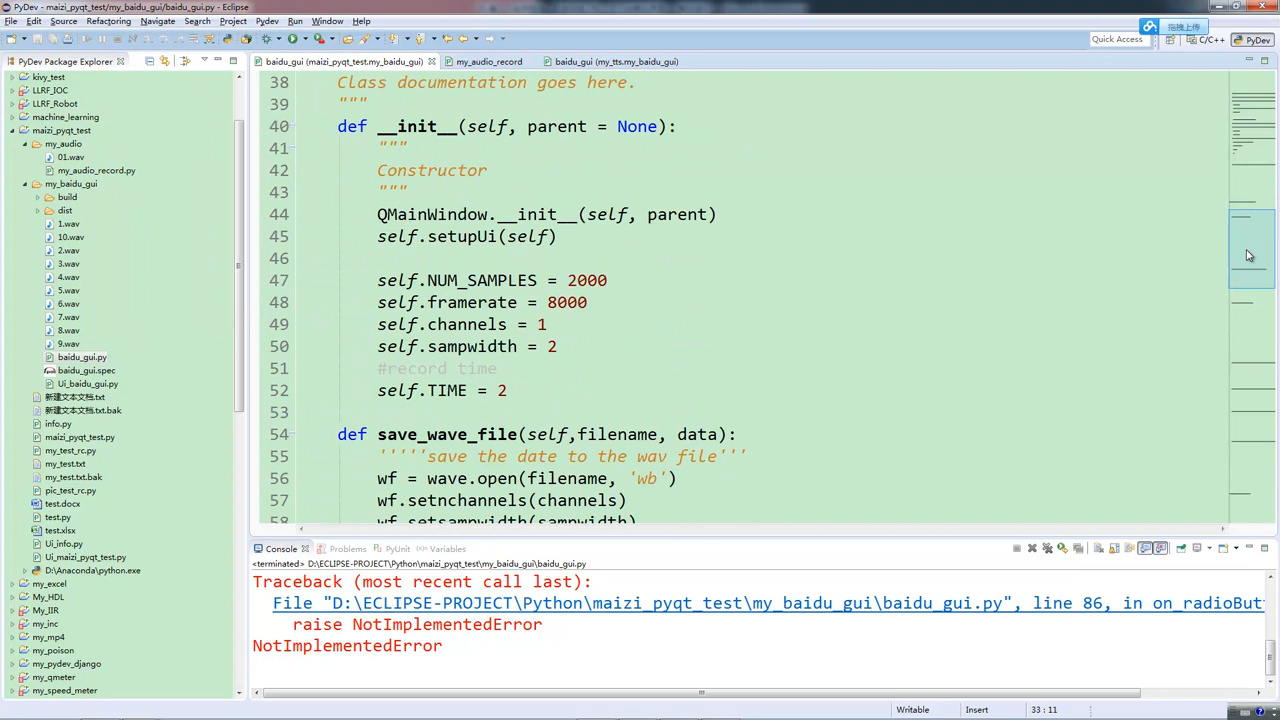 PyDev - maizi_pyqt_test/my_baidu_gui/baidu_gui.py - Eclipse
File Edit Source Refactoring Navigate Search Project Pydev Run Window Help
拖拽上传
Quick Access
C/C++
PyDev
PyDev Package Explorer
baidu_gui (maizi_pyqt_test.my_baidu_gui)
my_audio_record
baidu_gui (my_tts.my_baidu_gui)
kivy_test
LLRF_IOC
LLRF_Robot
machine_learning
maizi_pyqt_test
my_audio
01.wav
my_audio_record.py
my_baidu_gui
build
dist
1.wav
10.wav
2.wav
3.wav
4.wav
5.wav
6.wav
7.wav
8.wav
9.wav
baidu_gui.py
baidu_gui.spec
Ui_baidu_gui.py
新建文本文档.txt
新建文本文档.txt.bak
info.py
maizi_pyqt_test.py
my_test_rc.py
my_test.txt
my_test.txt.bak
pic_test_rc.py
test.docx
test.py
test.xlsx
Ui_info.py
Ui_maizi_pyqt_test.py
D:\Anaconda\python.exe
my_excel
My_HDL
My_IIR
my_inc
my_mp4
my_poison
my_pydev_django
my_qmeter
my_speed_meter
38 Class documentation goes here.
39 """
40 def __init__(self, parent = None):
41 """
42 Constructor
43 """
44 QMainWindow.__init__(self, parent)
45 self.setupUi(self)
46
47 self.NUM_SAMPLES = 2000
48 self.framerate = 8000
49 self.channels = 1
50 self.sampwidth = 2
51 #record time
52 self.TIME = 2
53
54 def save_wave_file(self,filename, data):
55 '''''save the date to the wav file'''
56 wf = wave.open(filename, 'wb')
57 wf.setnchannels(channels)
58 wf.setsampwidth(sampwidth)
Console
Problems
PyUnit
Variables
<terminated> D:\ECLIPSE-PROJECT\Python\maizi_pyqt_test\my_baidu_gui\baidu_gui.py
Traceback (most recent call last):
File "D:\ECLIPSE-PROJECT\Python\maizi_pyqt_test\my_baidu_gui\baidu_gui.py", line 86, in on_radioButt
raise NotImplementedError
NotImplementedError
Writable
Insert
33 : 11